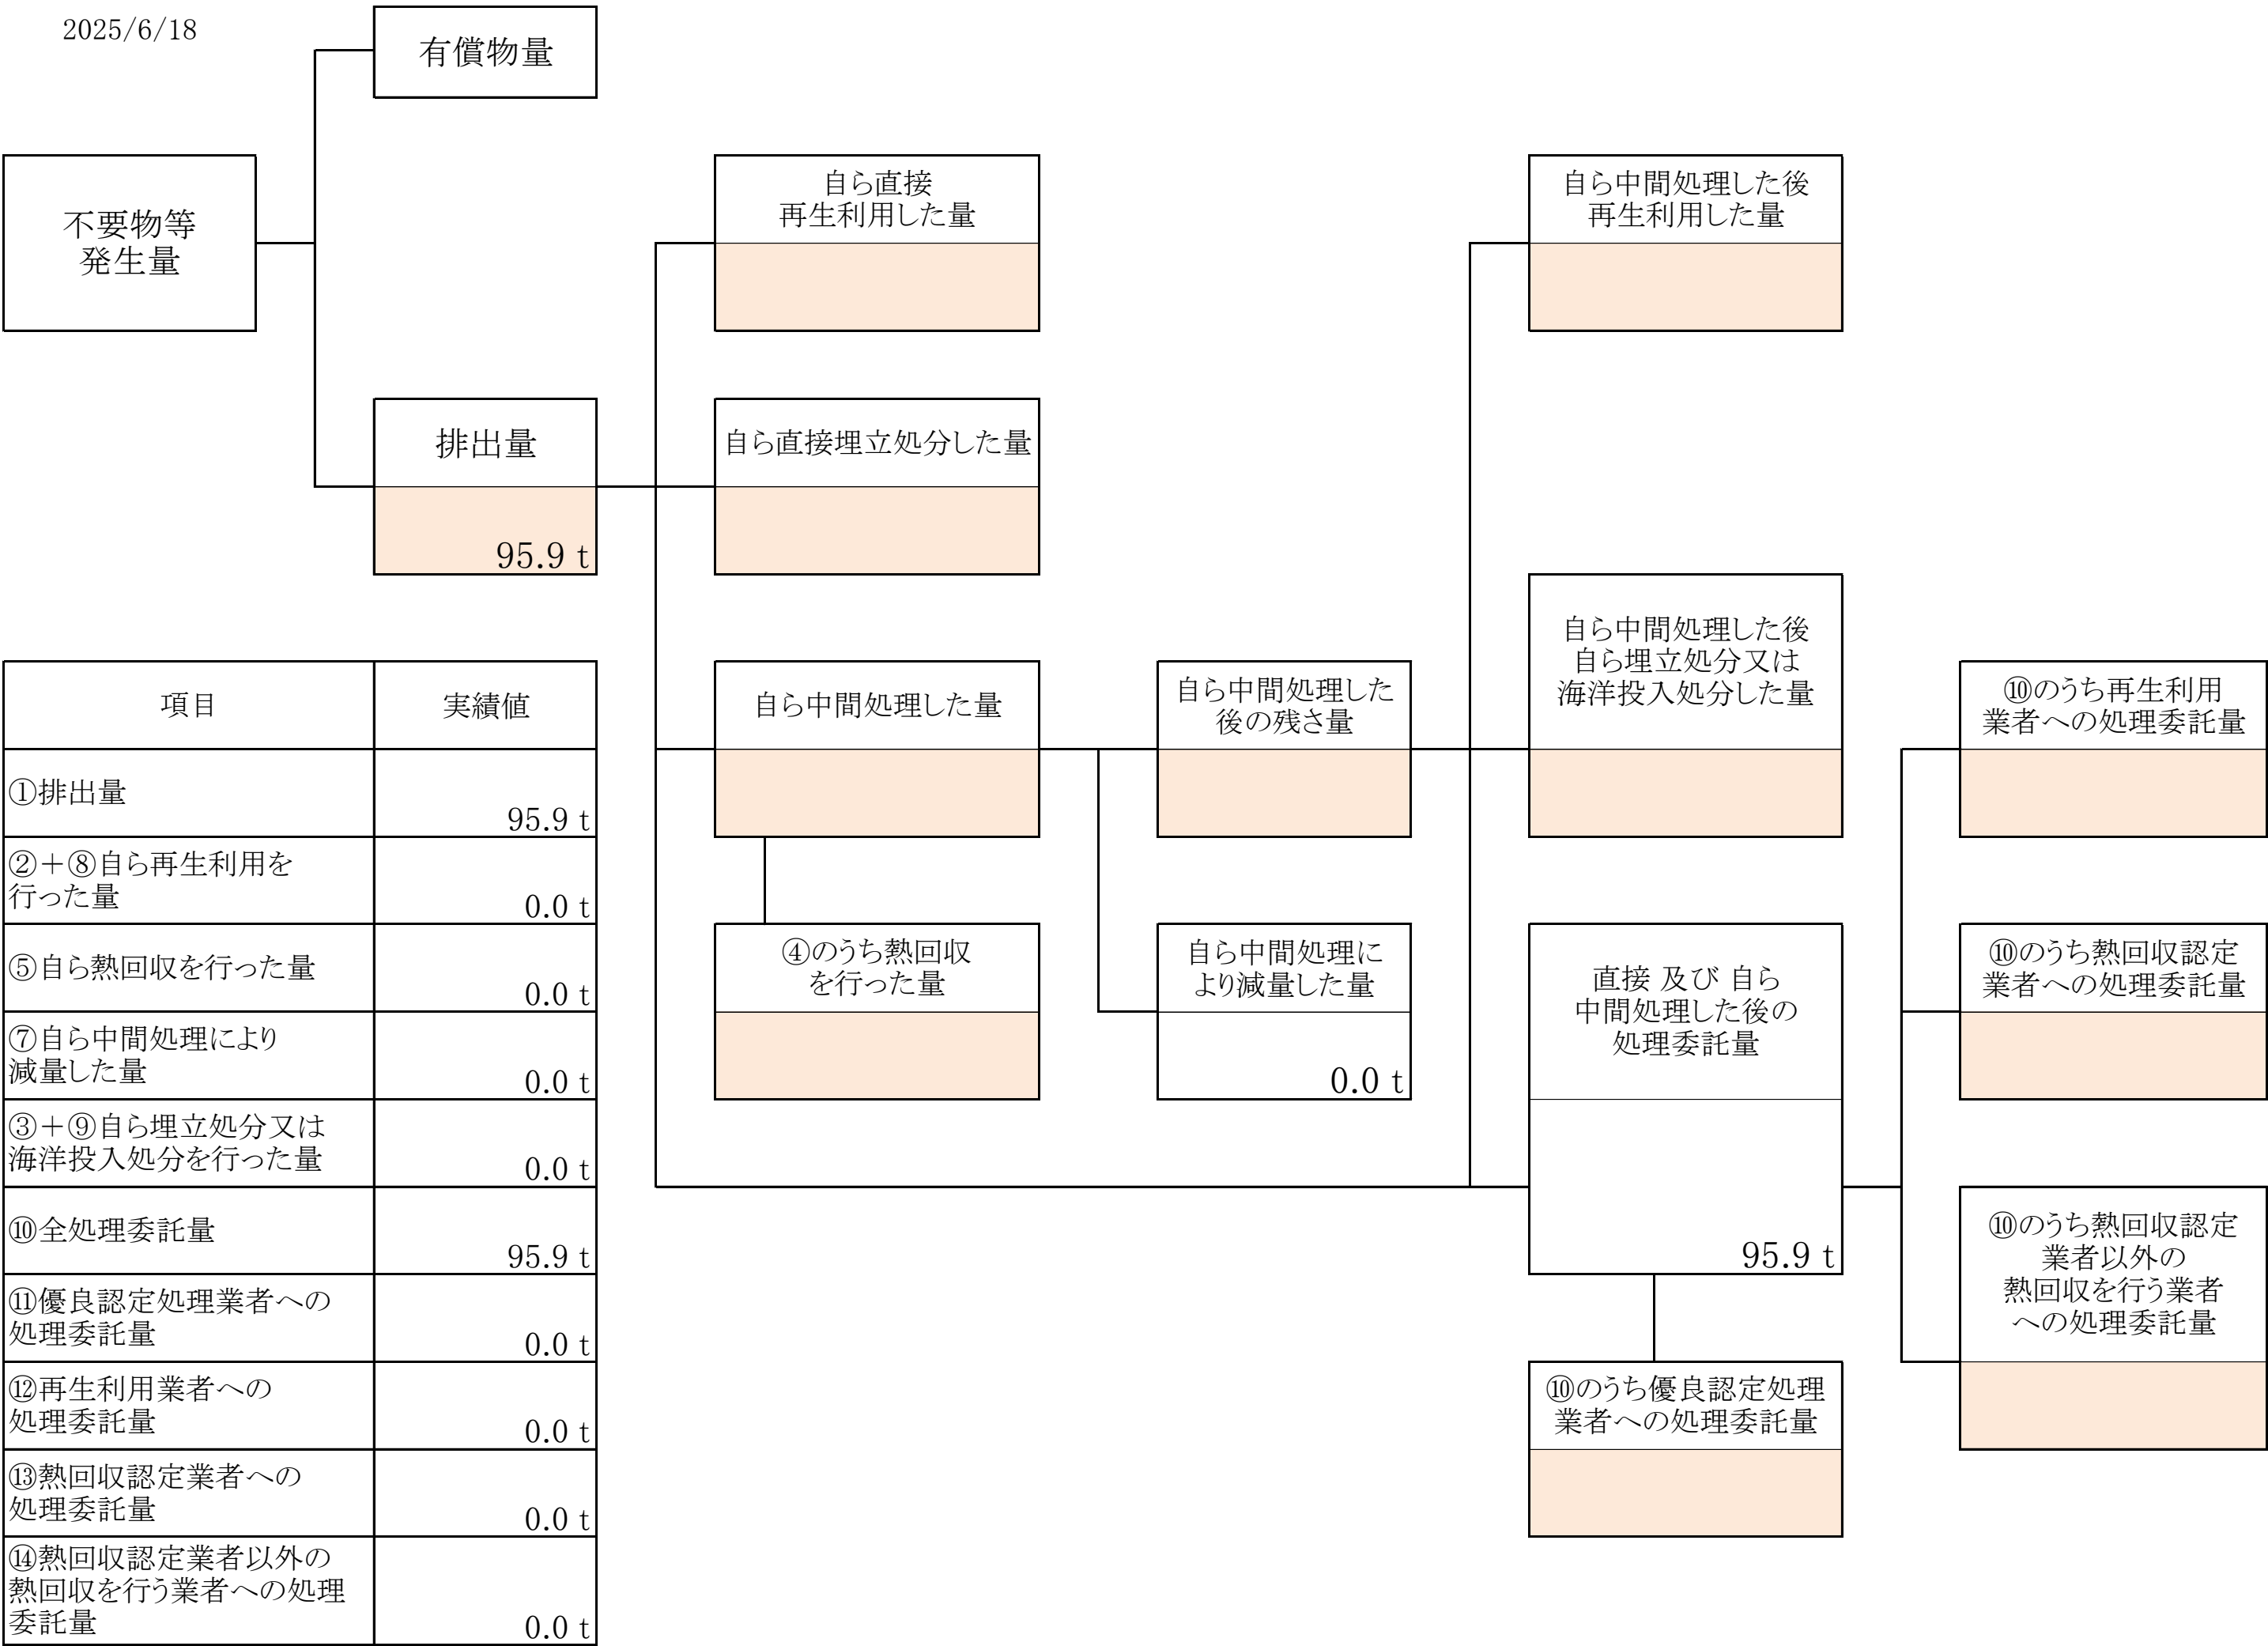 2025/6/18
有償物量
不要物等
発生量
自ら直接
再生利用した量
自ら中間処理した後
再生利用した量
排出量
95.9 t
自ら直接埋立処分した量
自ら中間処理した後
自ら埋立処分又は
海洋投入処分した量
自ら中間処理した量
自ら中間処理した
後の残さ量
⑩のうち再生利用
業者への処理委託量
④のうち熱回収
を行った量
自ら中間処理に
より減量した量
0.0 t
直接 及び 自ら
中間処理した後の
処理委託量
95.9 t
⑩のうち熱回収認定
業者への処理委託量
⑩のうち熱回収認定
業者以外の
熱回収を行う業者
への処理委託量
⑩のうち優良認定処理
業者への処理委託量
項目 実績値
①排出量
95.9 t
②＋⑧自ら再生利用を
行った量
0.0 t
⑤自ら熱回収を行った量
0.0 t
⑦自ら中間処理により
減量した量
0.0 t
③＋⑨自ら埋立処分又は
海洋投入処分を行った量
0.0 t
⑩全処理委託量
95.9 t
⑪優良認定処理業者への
処理委託量
0.0 t
⑫再生利用業者への
処理委託量
0.0 t
⑬熱回収認定業者への
処理委託量
0.0 t
⑭熱回収認定業者以外の
熱回収を行う業者への処理
委託量
0.0 t